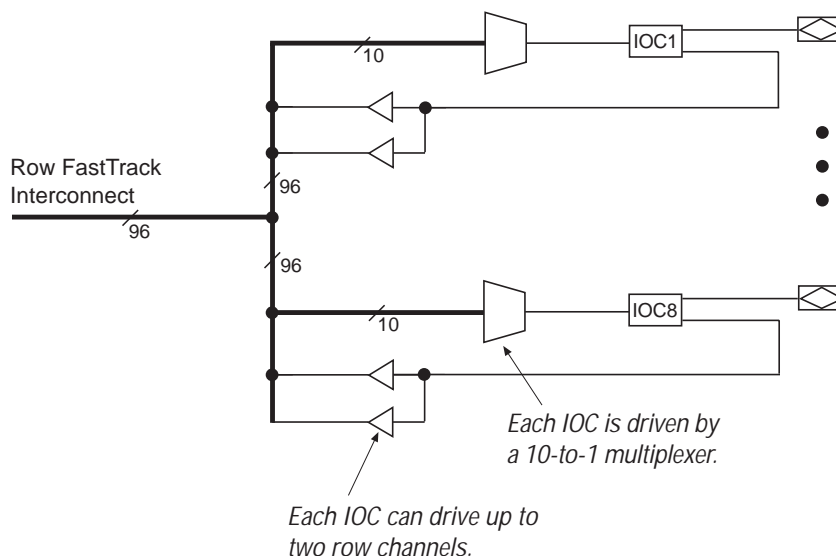 10
IOC1
Row FastTrack
Interconnect
96
96
96
10
IOC8
Each IOC is driven by
a 10-to-1 multiplexer.
Each IOC can drive up to
two row channels.